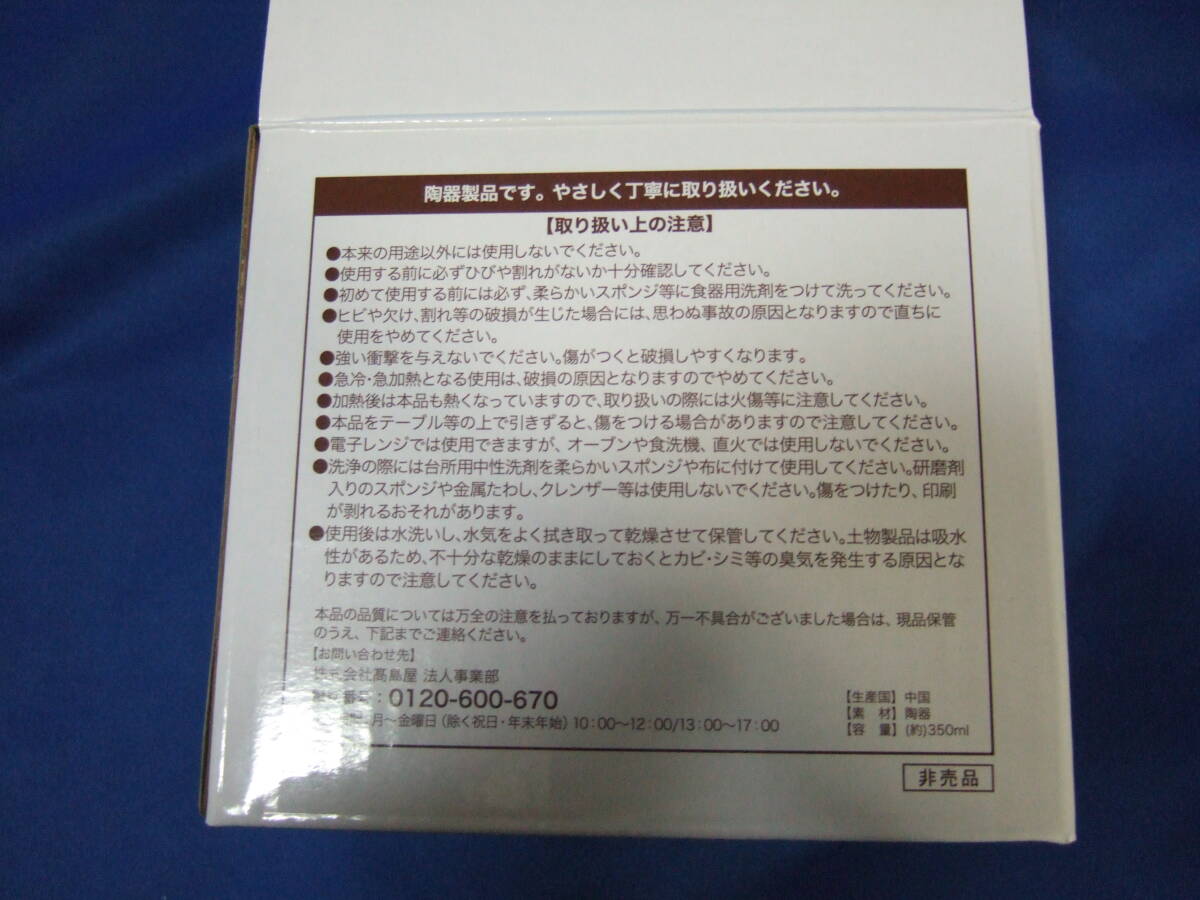 陶器製品です。やさしく丁寧に取り扱いください。
【取り扱い上の注意】
●本来の用途以外には使用しないでください。
●使用する前に必ずひびや割れがないか十分確認してください。
●初めて使用する前には必ず、柔らかいスポンジ等に食器用洗剤をつけて洗ってください。
●ヒビや欠け、割れ等の破損が生じた場合には、思わぬ事故の原因となりますので直ちに
使用をやめてください。
●強い衝撃を与えないでください。傷がつくと破損しやすくなります。
●急冷・急加熱となる使用は、破損の原因となりますのでやめてください。
●加熱後は本品も熱くなっていますので、取り扱いの際には火傷等に注意してください。
●本品をテーブル等の上で引きずると、傷をつける場合がありますので注意してください。
●電子レンジでは使用できますが、オーブンや食洗機、直火では使用しないでください。
●洗浄の際には台所用中性洗剤を柔らかいスポンジや布に付けて使用してください。研磨剤
入りのスポンジや金属たわし、クレンザー等は使用しないでください。傷をつけたり、印刷
が剥れるおそれがあります。
●使用後は水洗いし、水気をよく拭き取って乾燥させて保管してください。土物製品は吸水
性があるため、不十分な乾燥のままにしておくとカビ・シミ等の臭気を発生する原因とな
りますので注意してください。
本品の品質については万全の注意を払っておりますが、万一不具合がございました場合は、現品保管
のうえ、下記までご連絡ください。
【お問い合わせ先】
株式会社髙島屋 法人事業部
番号：0120-600-670
月～金曜日（除く祝日・年末年始）10：00～12：00/13：00～17：00
【生産国】中国
【素　材】陶器
【容　量】(約)350ml
非売品